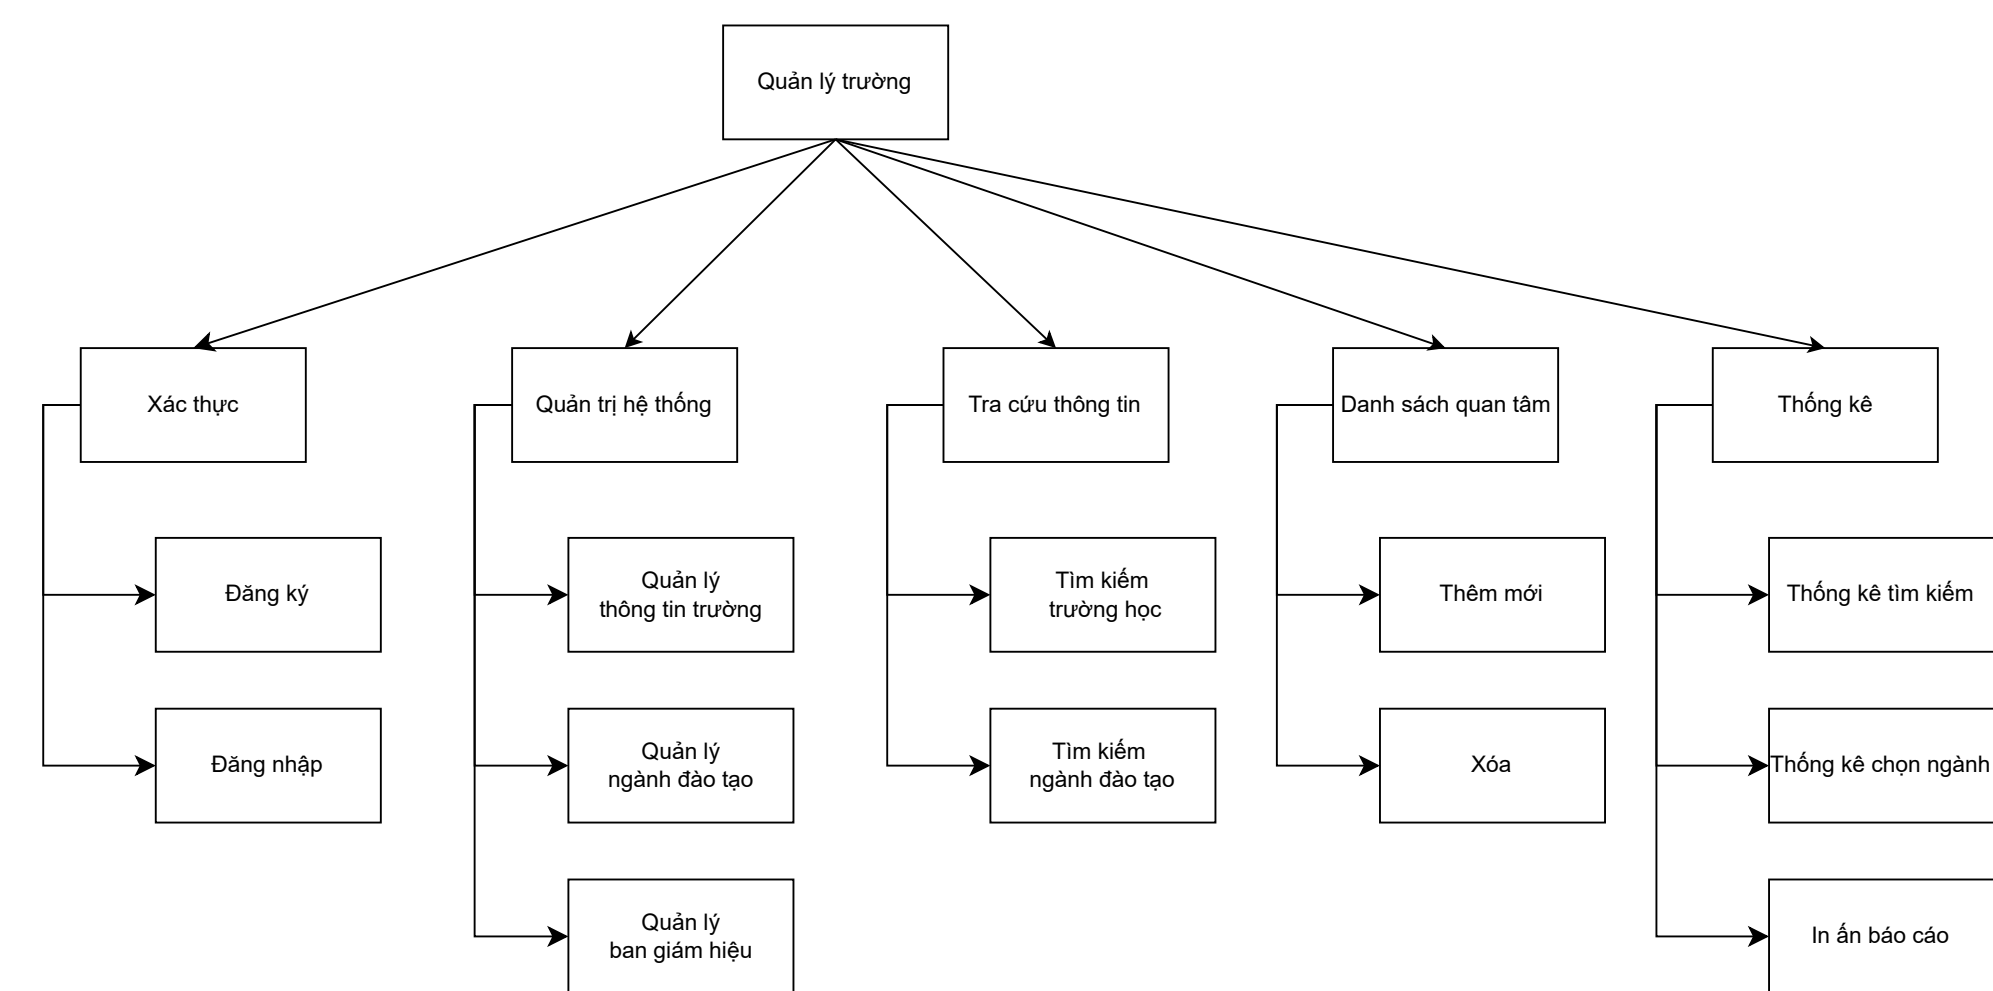 Quản lý trường
Xác thực
Quản trị hệ thống
Tra cứu thông tin
Danh sách quan tâm
Thống kê
Đăng ký
Quản lý
thông tin trường
Tìm kiếm
trường học
Thêm mới
Thống kê tìm kiếm
Đăng nhập
Quản lý
ngành đào tạo
Tìm kiếm
ngành đào tạo
Xóa
Thống kê chọn ngành
Quản lý
ban giám hiệu
In ấn báo cáo